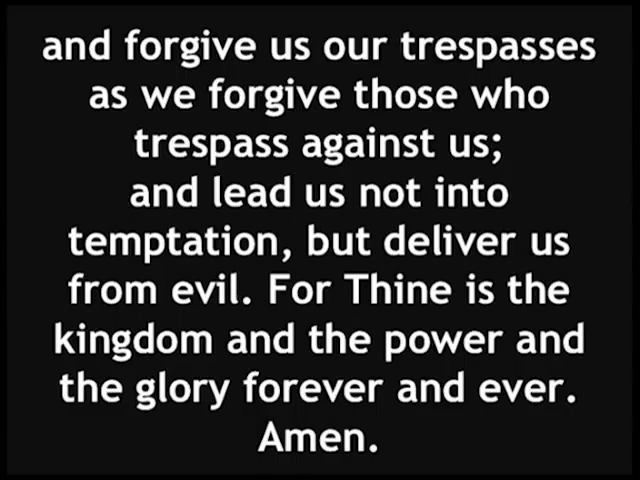 and forgive us our trespasses
as we forgive those who
trespass against us;
and lead us not into
temptation, but deliver us
from evil. For Thine is the
kingdom and the power and
the glory forever and ever.
Amen.